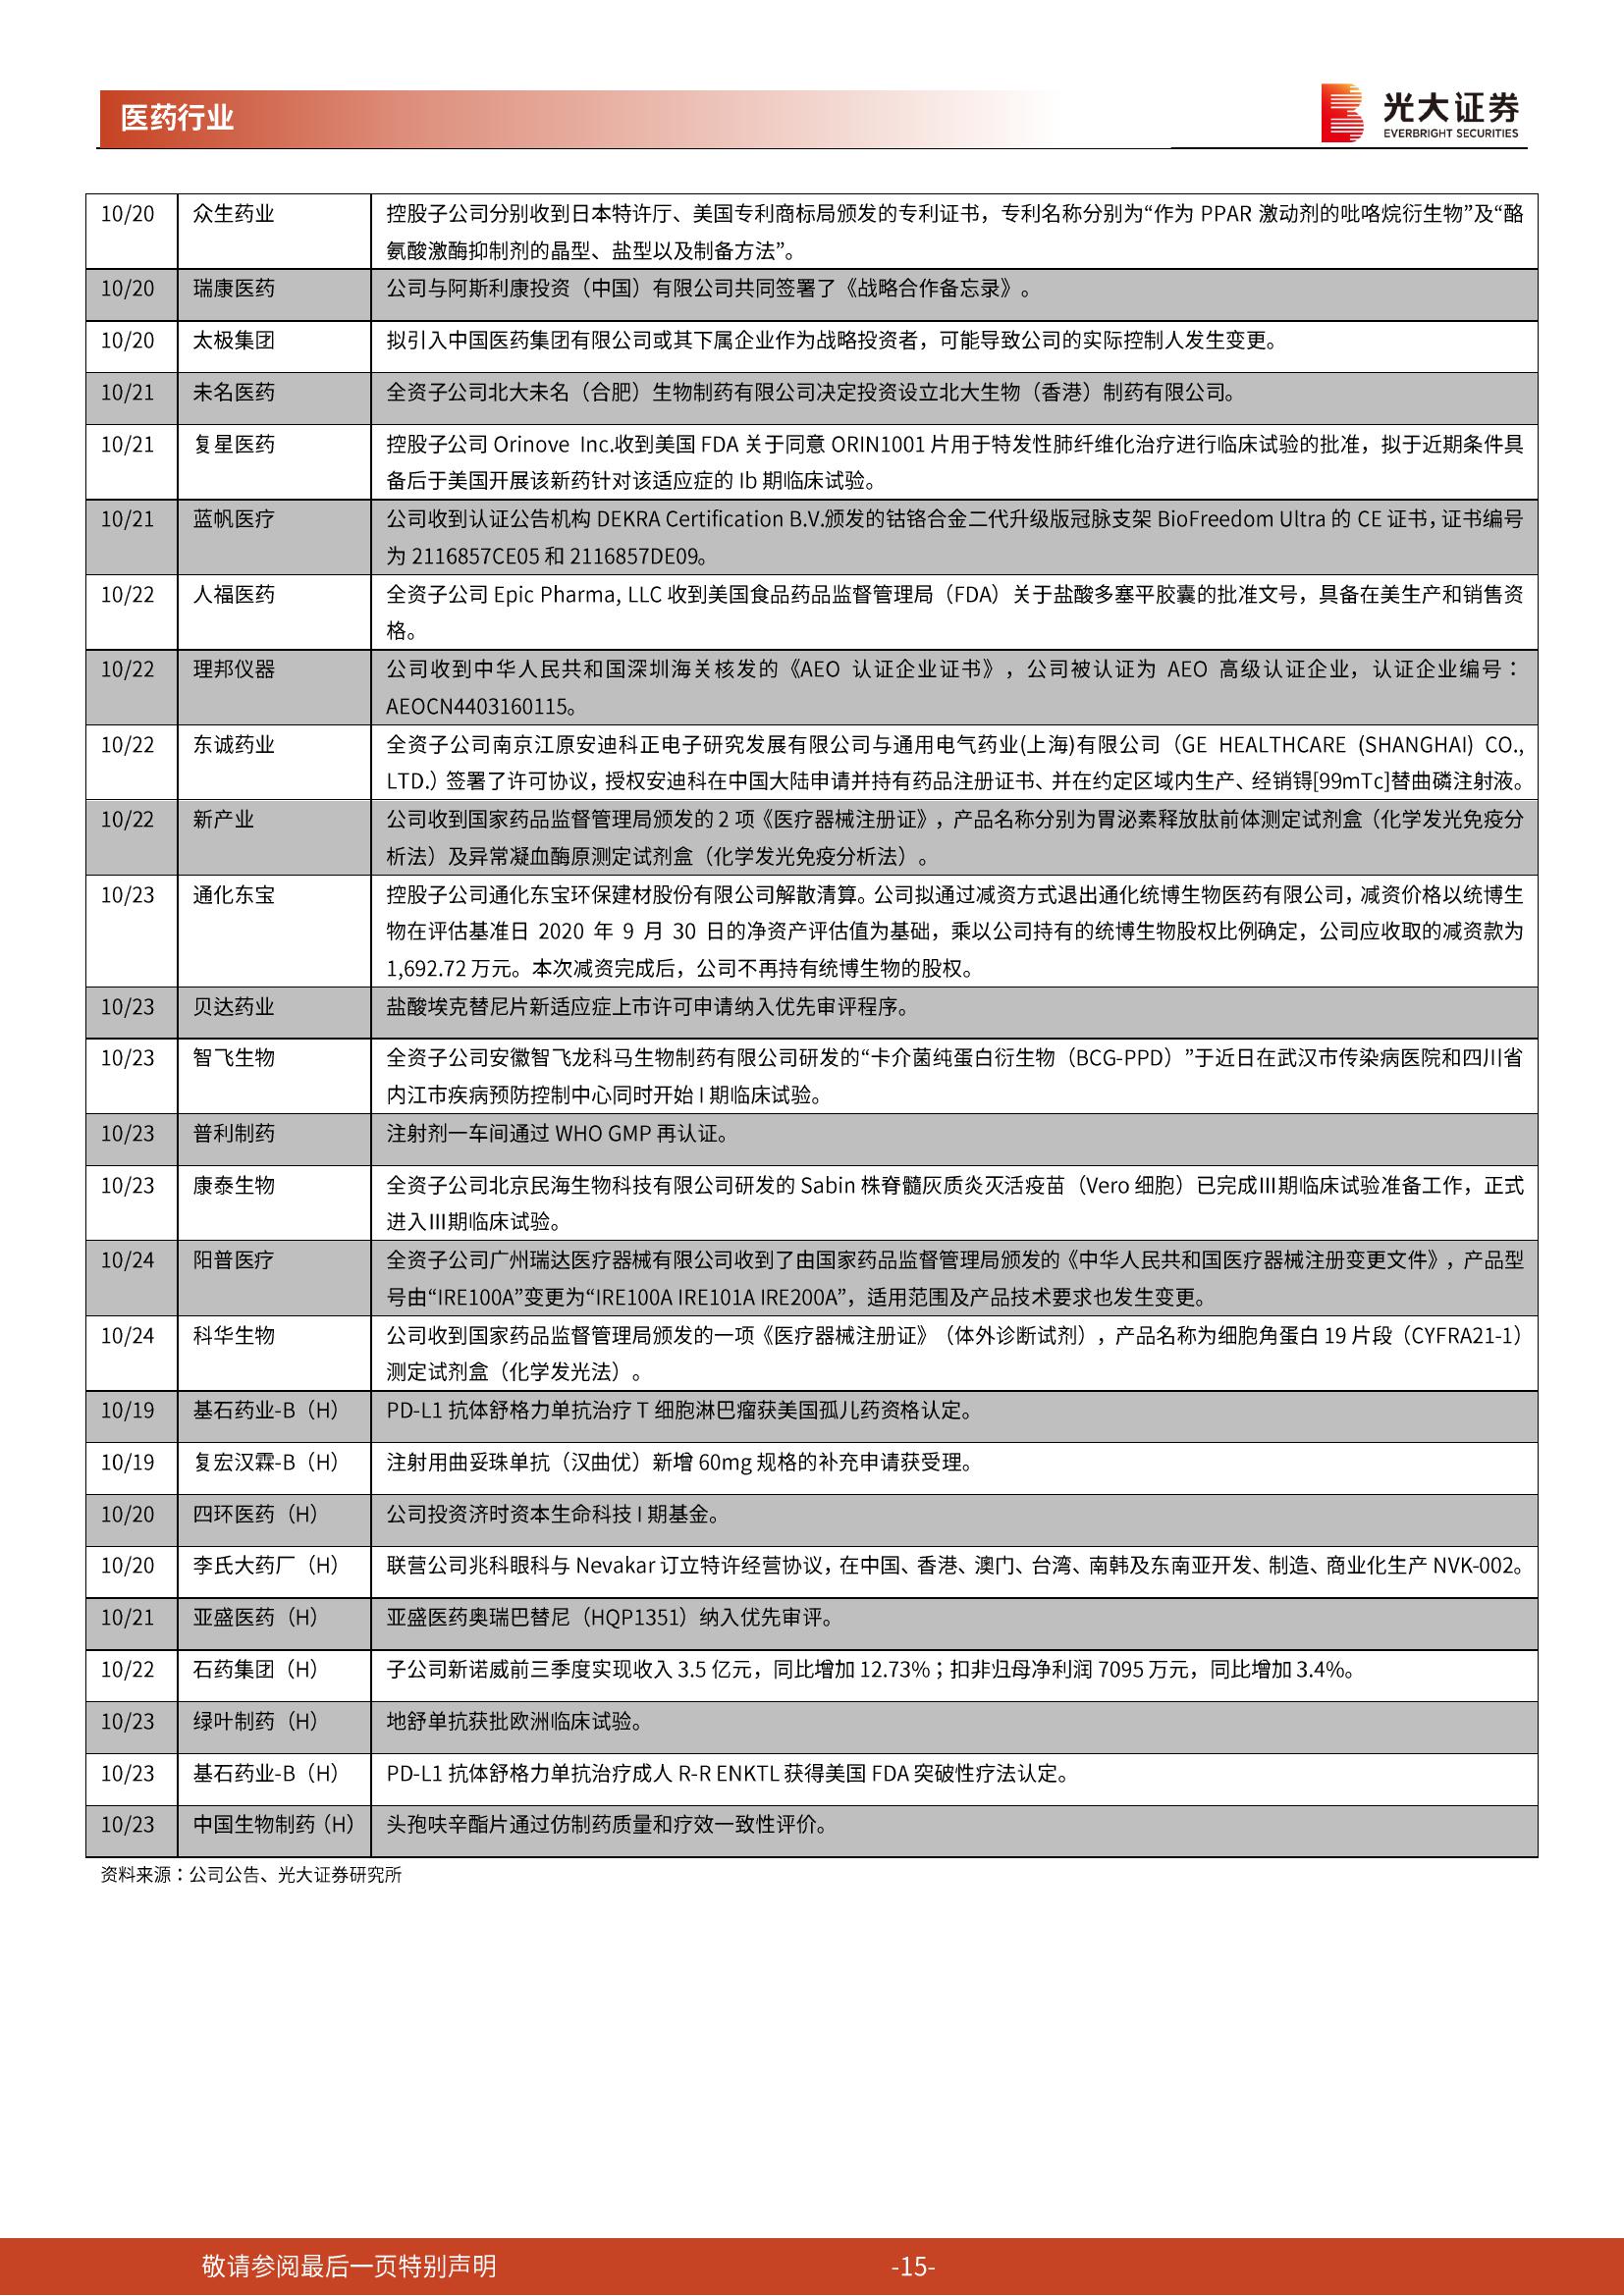 医药行业
光大证券
EVERBRIGHT SECURITIES
10/20 众生药业 控股子公司分别收到日本特许厅、美国专利商标局颁发的专利证书，专利名称分别为“作为 PPAR 激动剂的吡咯烷衍生物”及“酪
氨酸激酶抑制剂的晶型、盐型以及制备方法”。
10/20 瑞康医药 公司与阿斯利康投资（中国）有限公司共同签署了《战略合作备忘录》。
10/20 太极集团 拟引入中国医药集团有限公司或其下属企业作为战略投资者，可能导致公司的实际控制人发生变更。
10/21 未名医药 全资子公司北大未名（合肥）生物制药有限公司决定投资设立北大生物（香港）制药有限公司。
10/21 复星医药 控股子公司 Orinove Inc.收到美国 FDA 关于同意 ORIN1001 片用于特发性肺纤维化治疗进行临床试验的批准，拟于近期条件具
备后于美国开展该新药针对该适应症的 Ib 期临床试验。
10/21 蓝帆医疗 公司收到认证公告机构 DEKRA Certification B.V.颁发的钴铬合金二代升级版冠脉支架 BioFreedom Ultra 的 CE 证书，证书编号
为 2116857CE05 和 2116857DE09。
10/22 人福医药 全资子公司 Epic Pharma, LLC 收到美国食品药品监督管理局（FDA）关于盐酸多塞平胶囊的批准文号，具备在美生产和销售资
格。
10/22 理邦仪器 公司收到中华人民共和国深圳海关核发的《AEO 认证企业证书》，公司被认证为 AEO 高级认证企业，认证企业编号：
AEOCN4403160115。
10/22 东诚药业 全资子公司南京江原安迪科正电子研究发展有限公司与通用电气药业(上海)有限公司（GE HEALTHCARE (SHANGHAI) CO.,
LTD.）签署了许可协议，授权安迪科在中国大陆申请并持有药品注册证书、并在约定区域内生产、经销锝[99mTc]替曲磷注射液。
10/22 新产业 公司收到国家药品监督管理局颁发的 2 项《医疗器械注册证》，产品名称分别为胃泌素释放肽前体测定试剂盒（化学发光免疫分
析法）及异常凝血酶原测定试剂盒（化学发光免疫分析法）。
10/23 通化东宝 控股子公司通化东宝环保建材股份有限公司解散清算。公司拟通过减资方式退出通化统博生物医药有限公司，减资价格以统博生
物在评估基准日 2020 年 9 月 30 日的净资产评估值为基础，乘以公司持有的统博生物股权比例确定，公司应收取的减资款为
1,692.72 万元。本次减资完成后，公司不再持有统博生物的股权。
10/23 贝达药业 盐酸埃克替尼片新适应症上市许可申请纳入优先审评程序。
10/23 智飞生物 全资子公司安徽智飞龙科马生物制药有限公司研发的“卡介菌纯蛋白衍生物（BCG-PPD）”于近日在武汉市传染病医院和四川省
内江市疾病预防控制中心同时开始 I 期临床试验。
10/23 普利制药 注射剂一车间通过 WHO GMP 再认证。
10/23 康泰生物 全资子公司北京民海生物科技有限公司研发的 Sabin 株脊髓灰质炎灭活疫苗（Vero 细胞）已完成III期临床试验准备工作，正式
进入III期临床试验。
10/24 阳普医疗 全资子公司广州瑞达医疗器械有限公司收到了由国家药品监督管理局颁发的《中华人民共和国医疗器械注册变更文件》，产品型
号由“IRE100A”变更为“IRE100A IRE101A IRE200A”，适用范围及产品技术要求也发生变更。
10/24 科华生物 公司收到国家药品监督管理局颁发的一项《医疗器械注册证》（体外诊断试剂），产品名称为细胞角蛋白 19 片段（CYFRA21-1）
测定试剂盒（化学发光法）。
10/19 基石药业-B（H） PD-L1 抗体舒格力单抗治疗 T 细胞淋巴瘤获美国孤儿药资格认定。
10/19 复宏汉霖-B（H） 注射用曲妥珠单抗（汉曲优）新增 60mg 规格的补充申请获受理。
10/20 四环医药（H） 公司投资济时资本生命科技 I 期基金。
10/20 李氏大药厂（H） 联营公司兆科眼科与 Nevakar 订立特许经营协议，在中国、香港、澳门、台湾、南韩及东南亚开发、制造、商业化生产 NVK-002。
10/21 亚盛医药（H） 亚盛医药奥瑞巴替尼（HQP1351）纳入优先审评。
10/22 石药集团（H） 子公司新诺威前三季度实现收入 3.5 亿元，同比增加 12.73%；扣非归母净利润 7095 万元，同比增加 3.4%。
10/23 绿叶制药（H） 地舒单抗获批欧洲临床试验。
10/23 基石药业-B（H） PD-L1 抗体舒格力单抗治疗成人 R-R ENKTL 获得美国 FDA 突破性疗法认定。
10/23 中国生物制药（H） 头孢呋辛酯片通过仿制药质量和疗效一致性评价。
资料来源：公司公告、光大证券研究所
敬请参阅最后一页特别声明 -15-